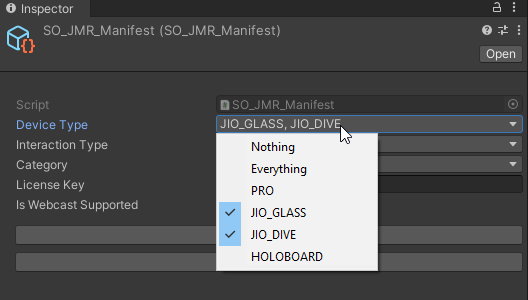 Inspector
SO_JMR_Manifest (SO_JMR_Manifest)
Open
Script
SO_JMR_Manifest
Device Type
JIO_GLASS, JIO_DIVE
Interaction Type
Nothing
Category
Everything
License Key
PRO
Is Webcast Supported
JIO_GLASS
JIO_DIVE
HOLOBOARD